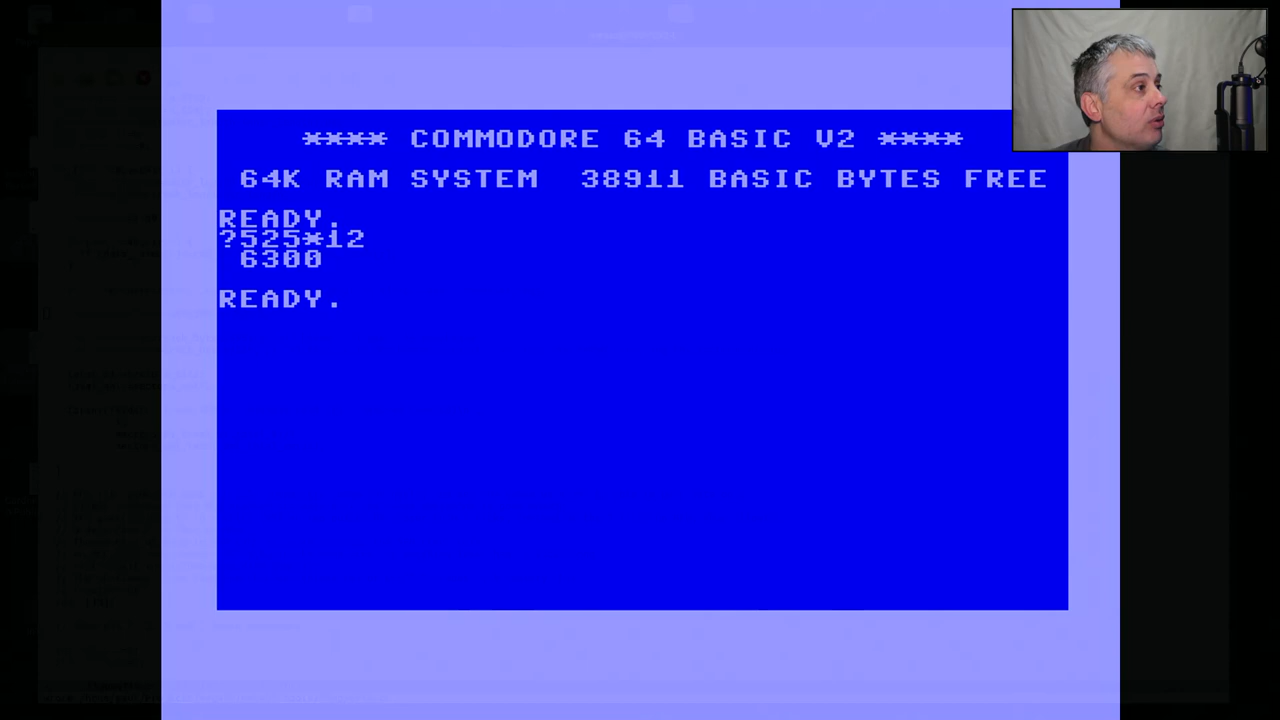 **** COMMODORE 64 BASIC V2 ****
64K RAM SYSTEM  38911 BASIC BYTES FREE
READY.
?525*12
6300
READY.